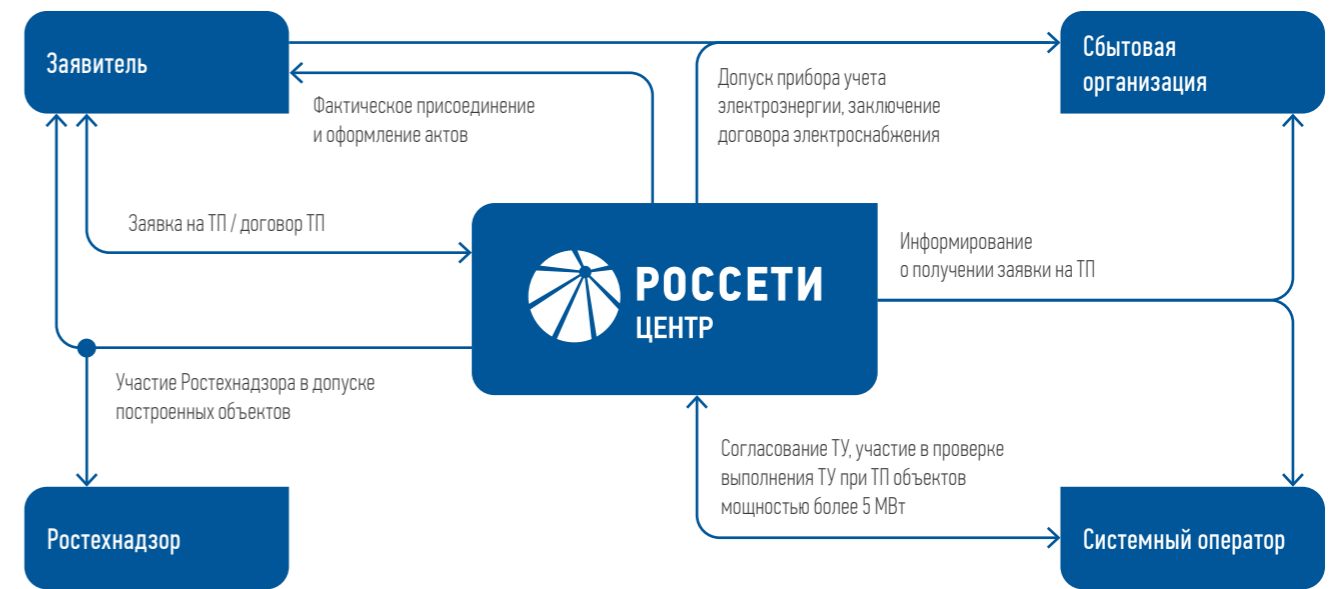 Заявитель
Сбытовая
организация
Фактическое присоединение
и оформление актов
Допуск прибора учета
электроэнергии, заключение
договора электроснабжения
Заявка на ТП / договор ТП
Информирование
о получении заявки на ТП
РОССЕТИ
ЦЕНТР
Участие Ростехнадзора в допуске
построенных объектов
Согласование ТУ, участие в проверке
выполнения ТУ при ТП объектов
мощностью более 5 МВт
Ростехнадзор
Системный оператор